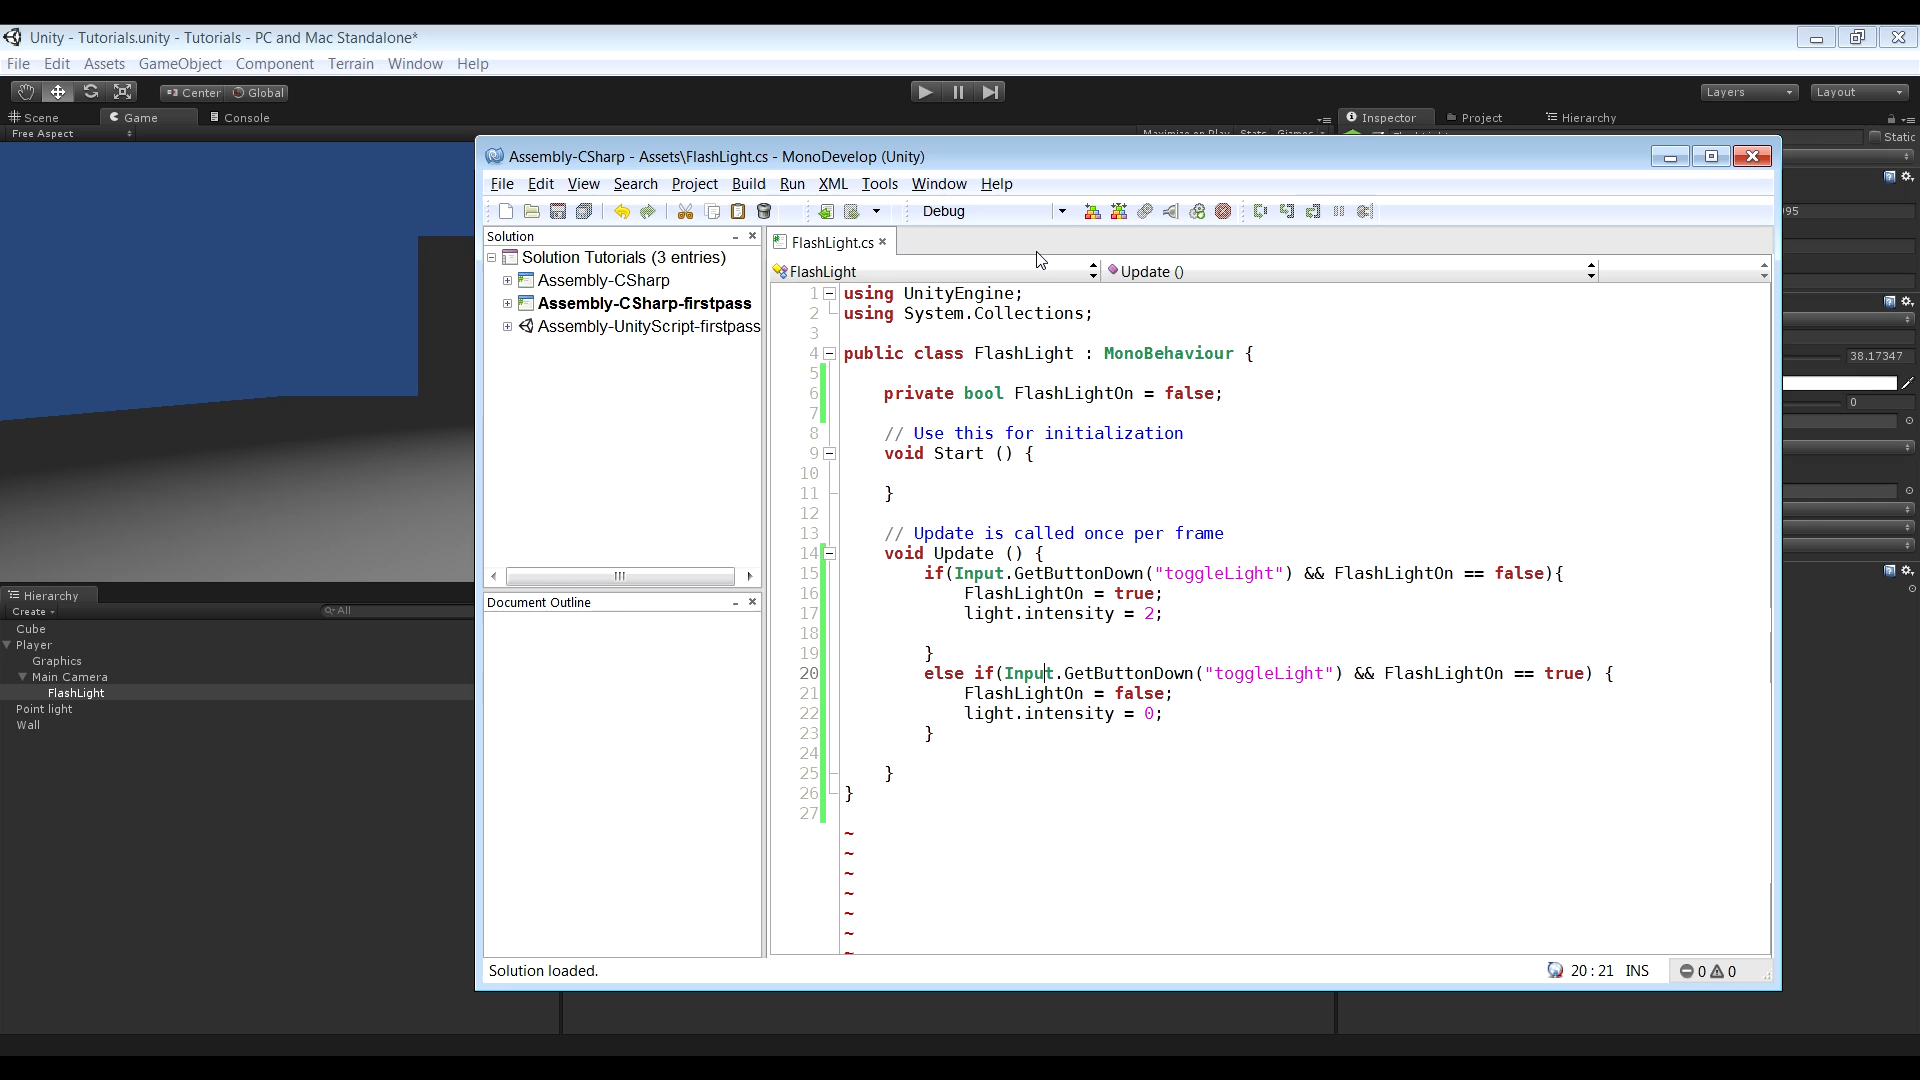 Unity - Tutorials.unity - Tutorials - PC and Mac Standalone*
File Edit Assets GameObject Component Terrain Window Help
Center Global
Layers Layout
Scene Game Console
Inspector Project Hierarchy
Free Aspect
Maximize on Play Stats Gizmos
Static
Assembly-CSharp - Assets\FlashLight.cs - MonoDevelop (Unity)
File Edit View Search Project Build Run XML Tools Window Help
Debug
Solution
Solution Tutorials (3 entries)
Assembly-CSharp
Assembly-CSharp-firstpass
Assembly-UnityScript-firstpass
FlashLight.cs
FlashLight Update ()
1 using UnityEngine;
2 using System.Collections;
3
4 public class FlashLight : MonoBehaviour {
5
6 private bool FlashLightOn = false;
7
8 // Use this for initialization
9 void Start () {
10
11 }
12
13 // Update is called once per frame
14 void Update () {
15 if(Input.GetButtonDown("toggleLight") && FlashLightOn == false){
16 FlashLightOn = true;
17 light.intensity = 2;
18
19 }
20 else if(Input.GetButtonDown("toggleLight") && FlashLightOn == true) {
21 FlashLightOn = false;
22 light.intensity = 0;
23 }
24
25 }
26 }
27
~
~
~
~
~
~
~
Document Outline
Solution loaded.
20 : 21 INS
0 0
95
38.17347
0
Hierarchy
Create All
Cube
Player
Graphics
Main Camera
FlashLight
Point light
Wall